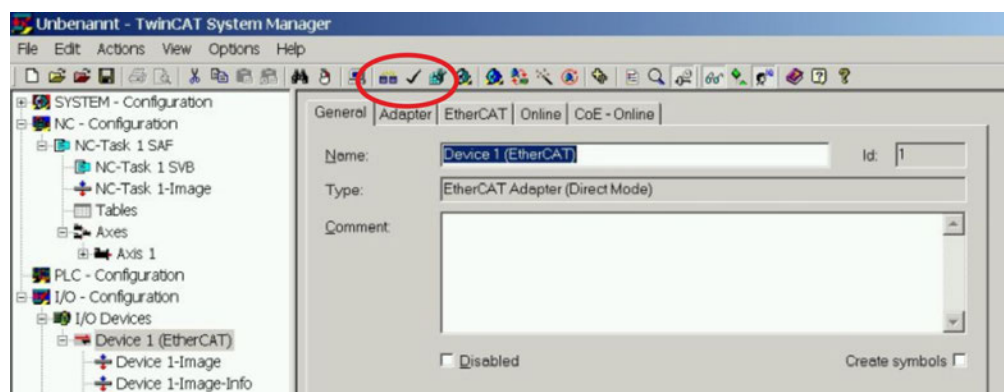 Unbenannt - TwinCAT System Manager
File Edit Actions View Options Help
SYSTEM - Configuration
NC - Configuration
NC-Task 1 SAF
NC-Task 1 SVB
NC-Task 1-Image
Tables
Axes
Axis 1
PLC - Configuration
I/O - Configuration
I/O Devices
Device 1 (EtherCAT)
Device 1-Image
Device 1-Image-Info
General Adapter EtherCAT Online CoE - Online
Name: Device 1 (EtherCAT) Id: 1
Type: EtherCAT Adapter (Direct Mode)
Comment:
Disabled Create symbols